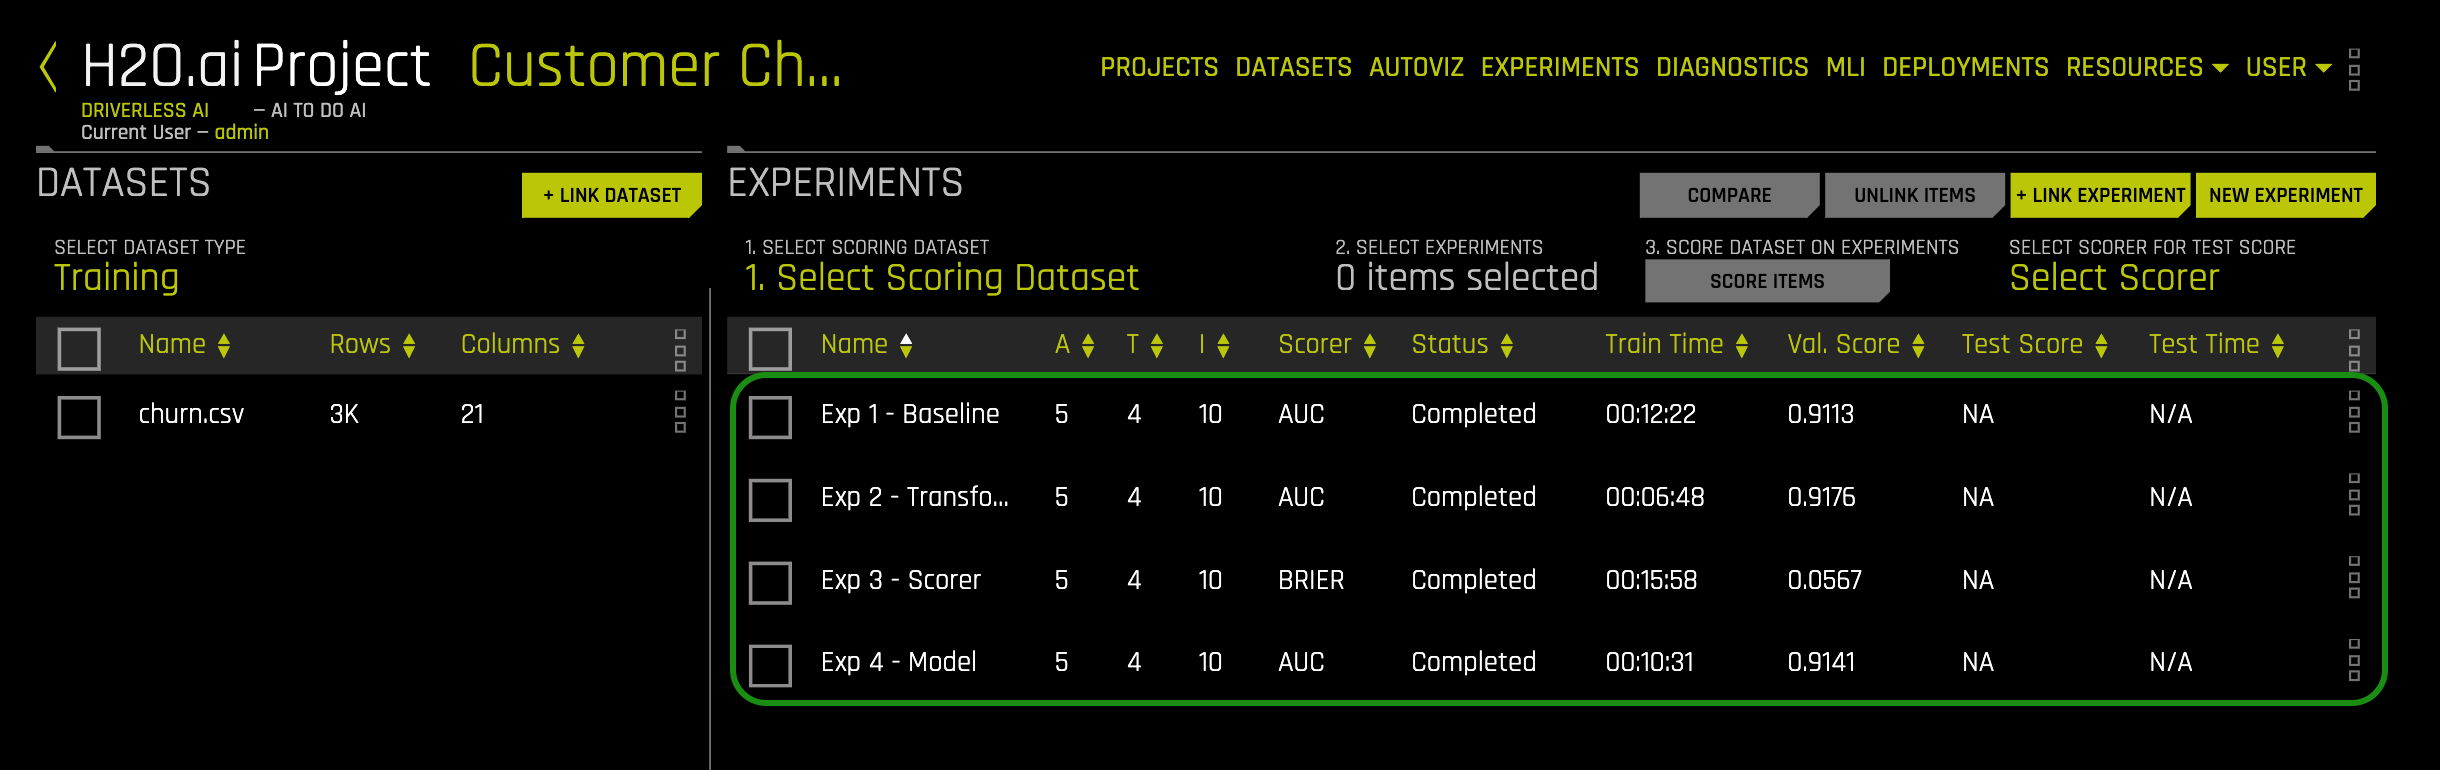 H2O.ai Project Customer Ch...
PROJECTS DATASETS AUTOVIZ EXPERIMENTS DIAGNOSTICS MLI DEPLOYMENTS RESOURCES USER
DRIVERLESS AI — AI TO DO AI
Current User — admin
DATASETS
+ LINK DATASET
SELECT DATASET TYPE
Training
Name Rows Columns
churn.csv 3K 21
EXPERIMENTS
COMPARE UNLINK ITEMS + LINK EXPERIMENT NEW EXPERIMENT
1. SELECT SCORING DATASET 2. SELECT EXPERIMENTS 3. SCORE DATASET ON EXPERIMENTS SELECT SCORER FOR TEST SCORE
1. Select Scoring Dataset 0 items selected SCORE ITEMS Select Scorer
Name A T I Scorer Status Train Time Val. Score Test Score Test Time
Exp 1 - Baseline 5 4 10 AUC Completed 00:12:22 0.9113 NA N/A
Exp 2 - Transfo... 5 4 10 AUC Completed 00:06:48 0.9176 NA N/A
Exp 3 - Scorer 5 4 10 BRIER Completed 00:15:58 0.0567 NA N/A
Exp 4 - Model 5 4 10 AUC Completed 00:10:31 0.9141 NA N/A